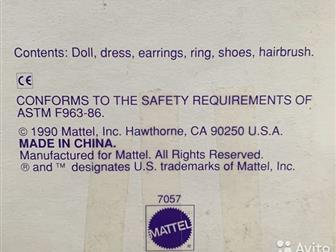 Contents: Doll, dress, earrings, ring, shoes, hairbrush.
CE
CONFORMS TO THE SAFETY REQUIREMENTS OF
ASTM F963-86.
© 1990 Mattel, Inc. Hawthorne, CA 90250 U.S.A.
MADE IN CHINA.
Manufactured for Mattel. All Rights Reserved.
® and ™ designates U.S. trademarks of Mattel, Inc.
7057
MATTEL
Avito